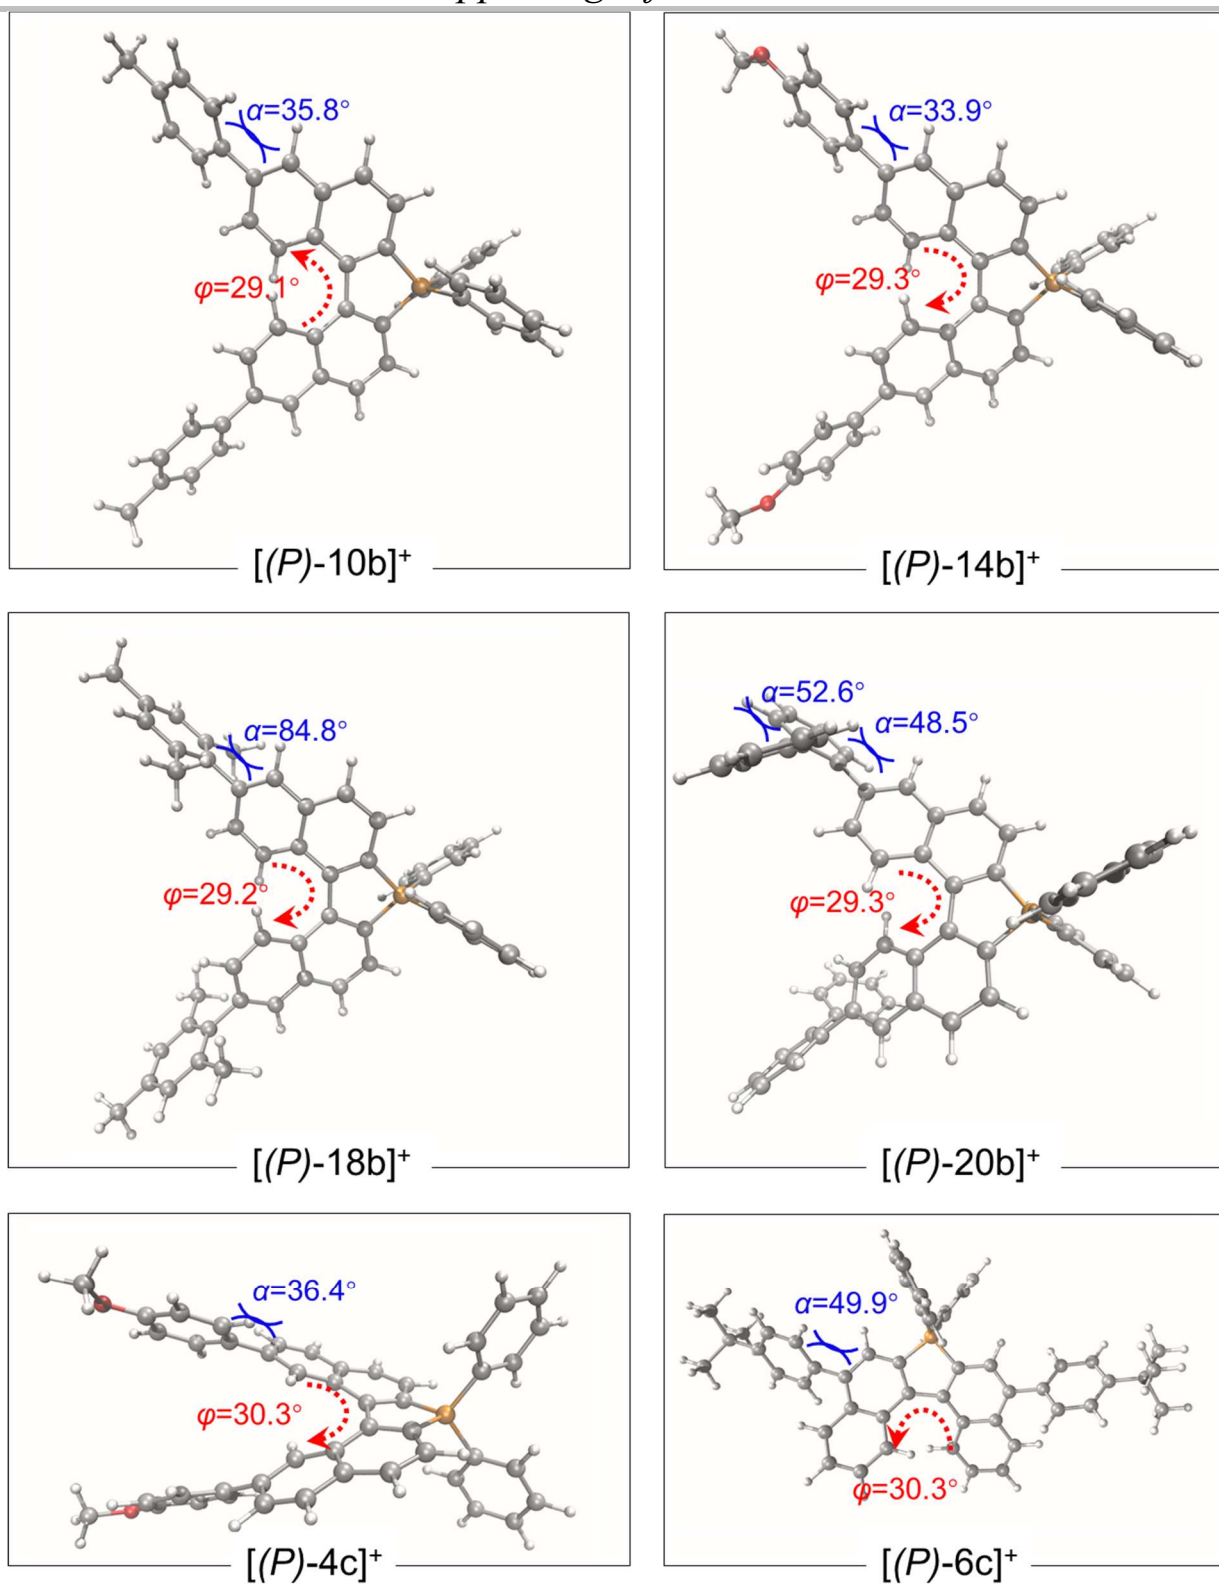 α=35.8°
φ=29.1°
[(P)-10b]⁺
α=33.9°
φ=29.3°
[(P)-14b]⁺
α=84.8°
φ=29.2°
[(P)-18b]⁺
α=52.6°
α=48.5°
φ=29.3°
[(P)-20b]⁺
α=36.4°
φ=30.3°
[(P)-4c]⁺
α=49.9°
φ=30.3°
[(P)-6c]⁺